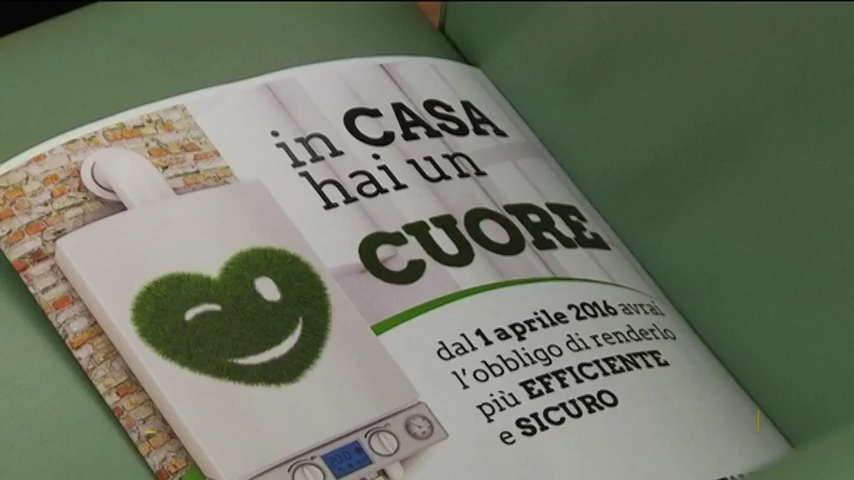 in CASA
hai un
CUORE
dal 1 aprile 2016 avrai
l'obbligo di renderlo
più EFFICIENTE
e SICURO